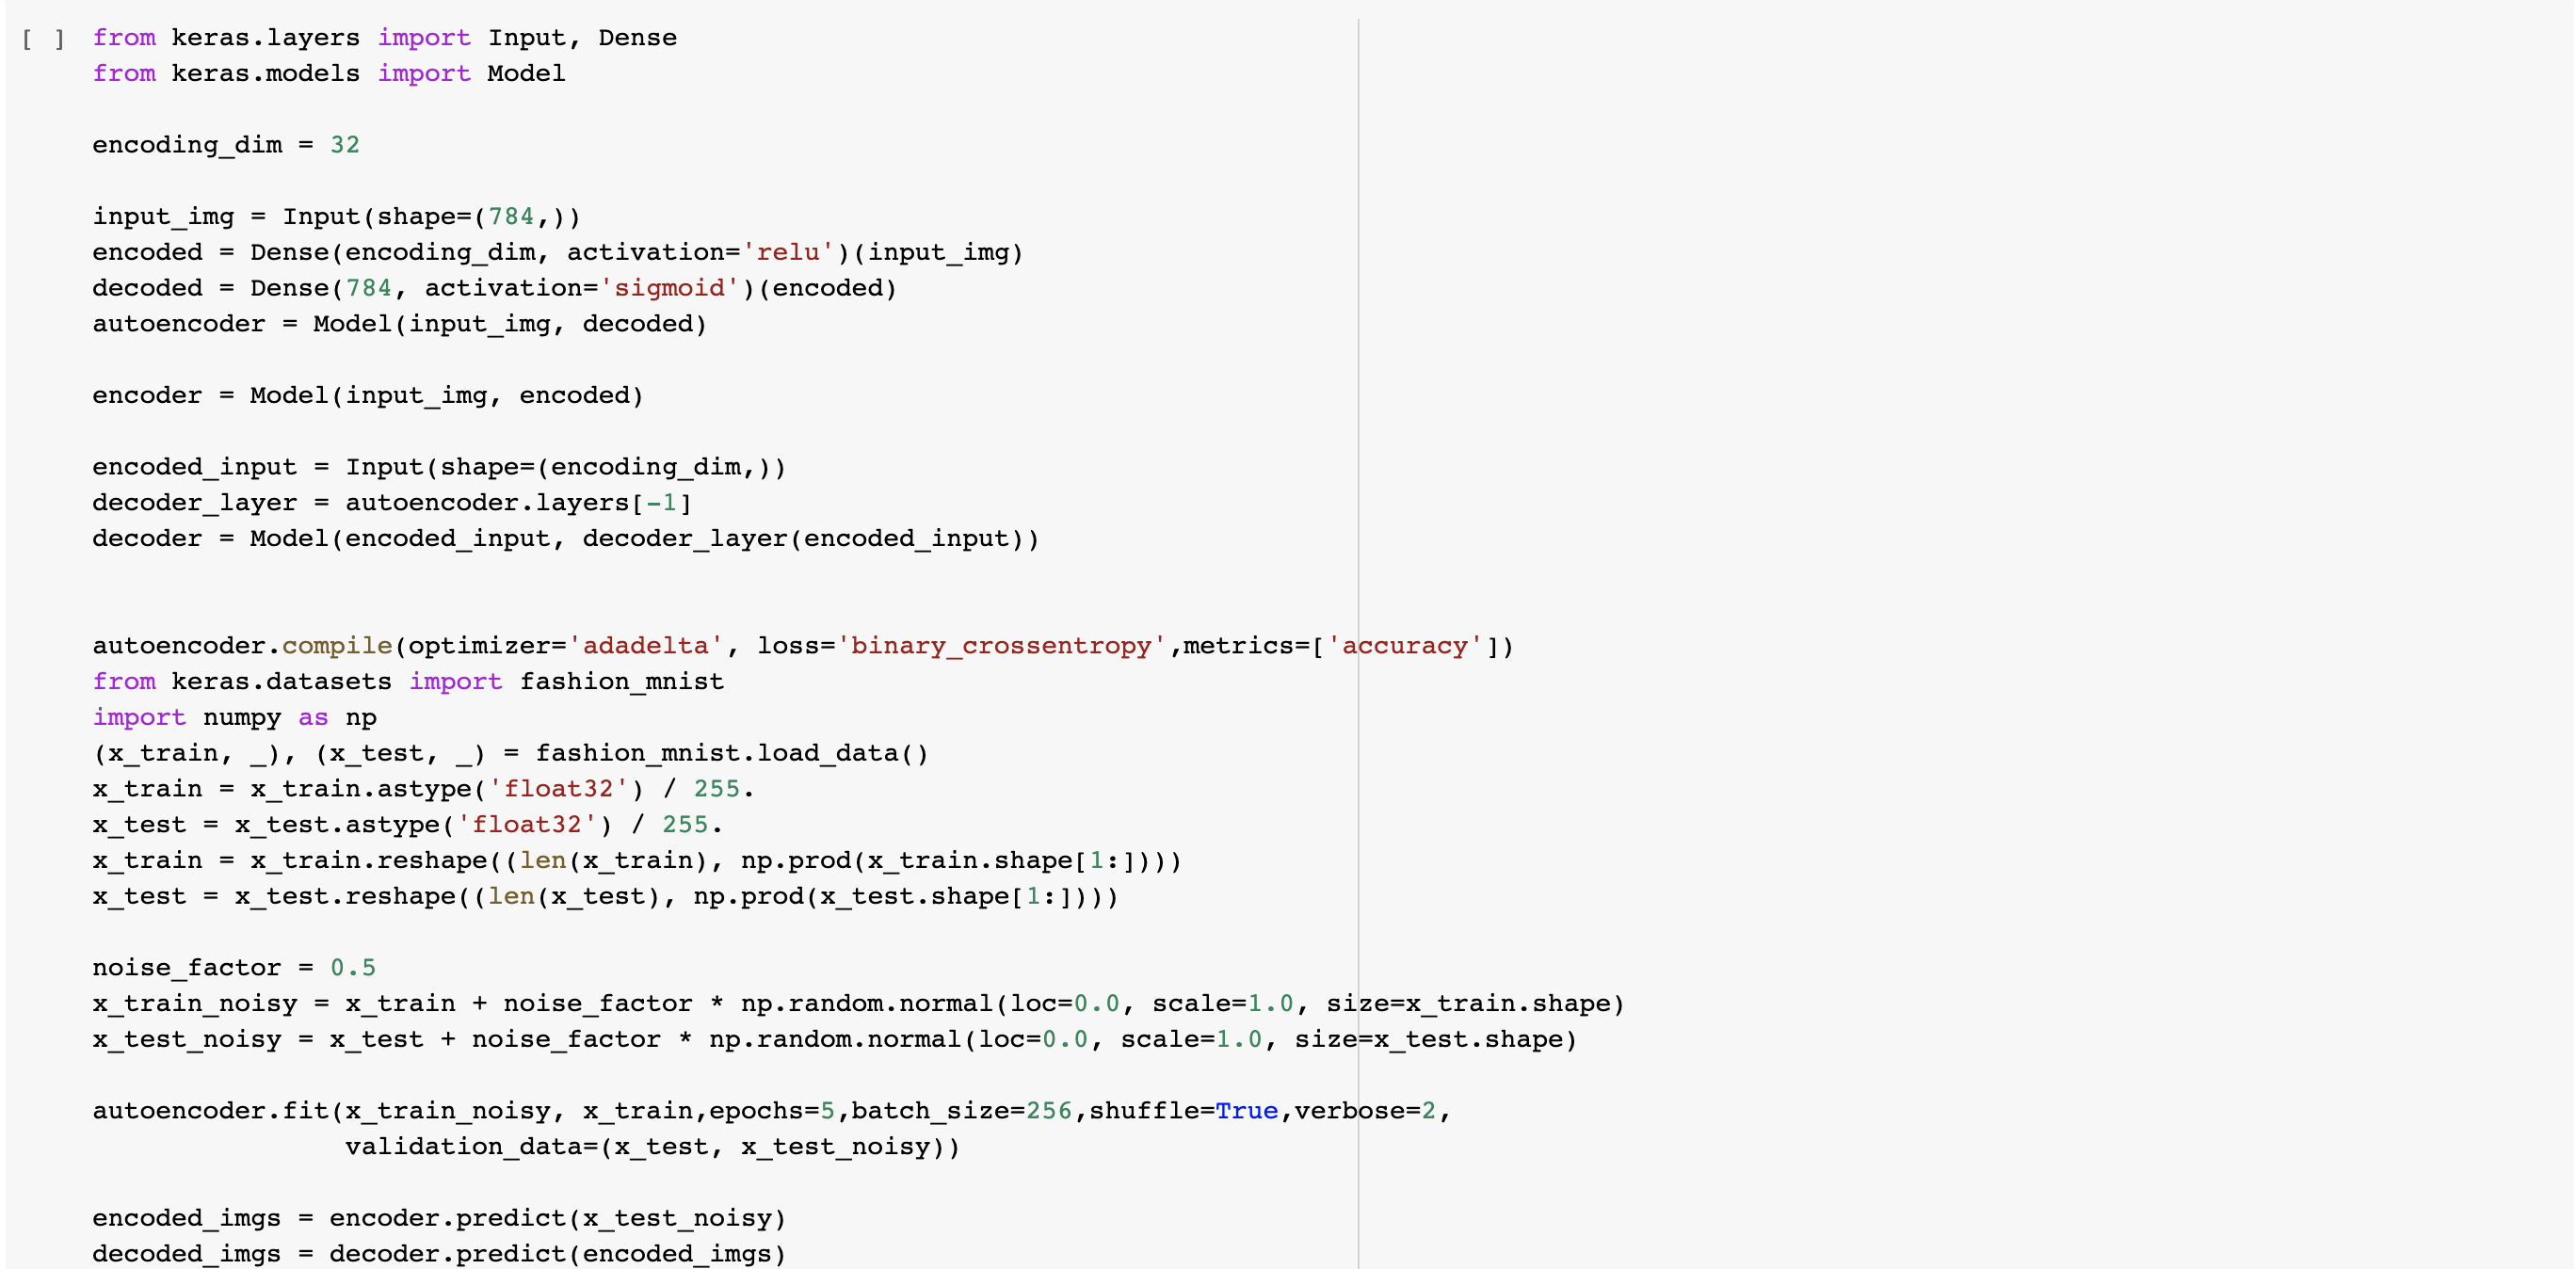 [ ] from keras.layers import Input, Dense
from keras.models import Model
encoding_dim = 32
input_img = Input(shape=(784,))
encoded = Dense(encoding_dim, activation='relu')(input_img)
decoded = Dense(784, activation='sigmoid')(encoded)
autoencoder = Model(input_img, decoded)
encoder = Model(input_img, encoded)
encoded_input = Input(shape=(encoding_dim,))
decoder_layer = autoencoder.layers[-1]
decoder = Model(encoded_input, decoder_layer(encoded_input))
autoencoder.compile(optimizer='adadelta', loss='binary_crossentropy',metrics=['accuracy'])
from keras.datasets import fashion_mnist
import numpy as np
(x_train, _), (x_test, _) = fashion_mnist.load_data()
x_train = x_train.astype('float32') / 255.
x_test = x_test.astype('float32') / 255.
x_train = x_train.reshape((len(x_train), np.prod(x_train.shape[1:])))
x_test = x_test.reshape((len(x_test), np.prod(x_test.shape[1:])))
noise_factor = 0.5
x_train_noisy = x_train + noise_factor * np.random.normal(loc=0.0, scale=1.0, size=x_train.shape)
x_test_noisy = x_test + noise_factor * np.random.normal(loc=0.0, scale=1.0, size=x_test.shape)
autoencoder.fit(x_train_noisy, x_train,epochs=5,batch_size=256,shuffle=True,verbose=2,
validation_data=(x_test, x_test_noisy))
encoded_imgs = encoder.predict(x_test_noisy)
decoded_imgs = decoder.predict(encoded_imgs)